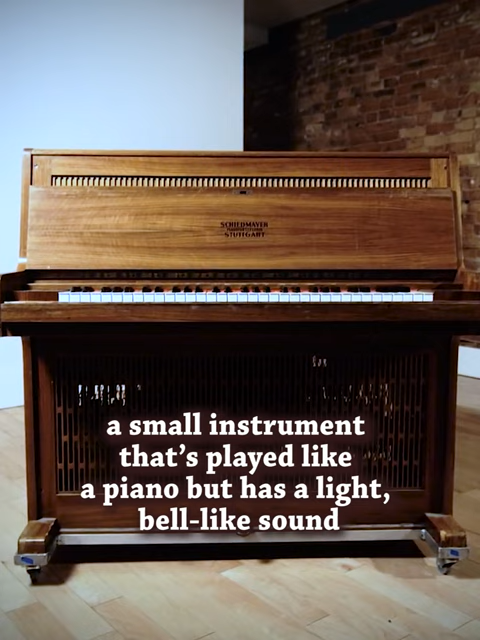 SCHIEDMAYER
STUTTGART
a small instrument
that’s played like
a piano but has a light,
bell-like sound